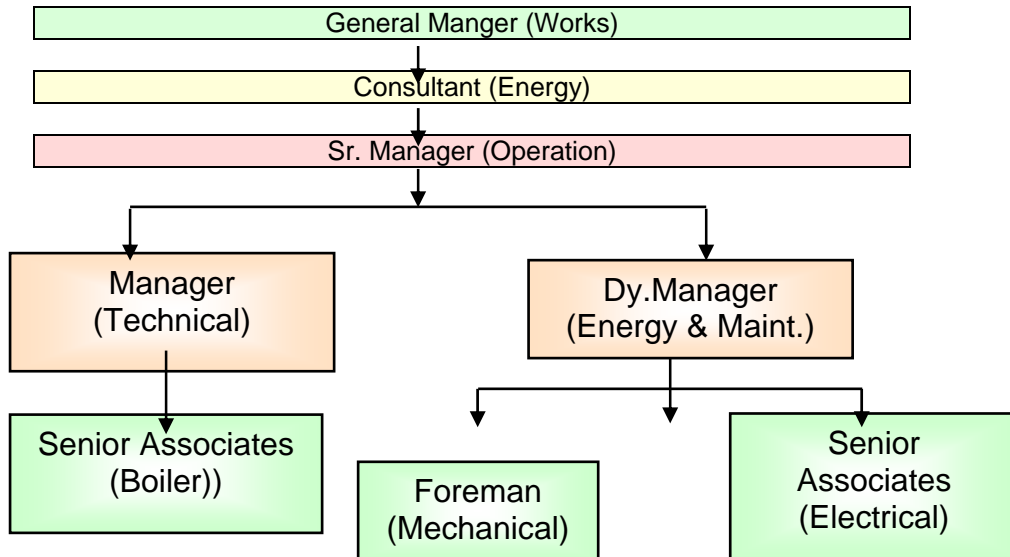 General Manger (Works)
Consultant (Energy)
Sr. Manager (Operation)
Manager
(Technical)
Dy.Manager
(Energy & Maint.)
Senior Associates
(Boiler))
Foreman
(Mechanical)
Senior
Associates
(Electrical)